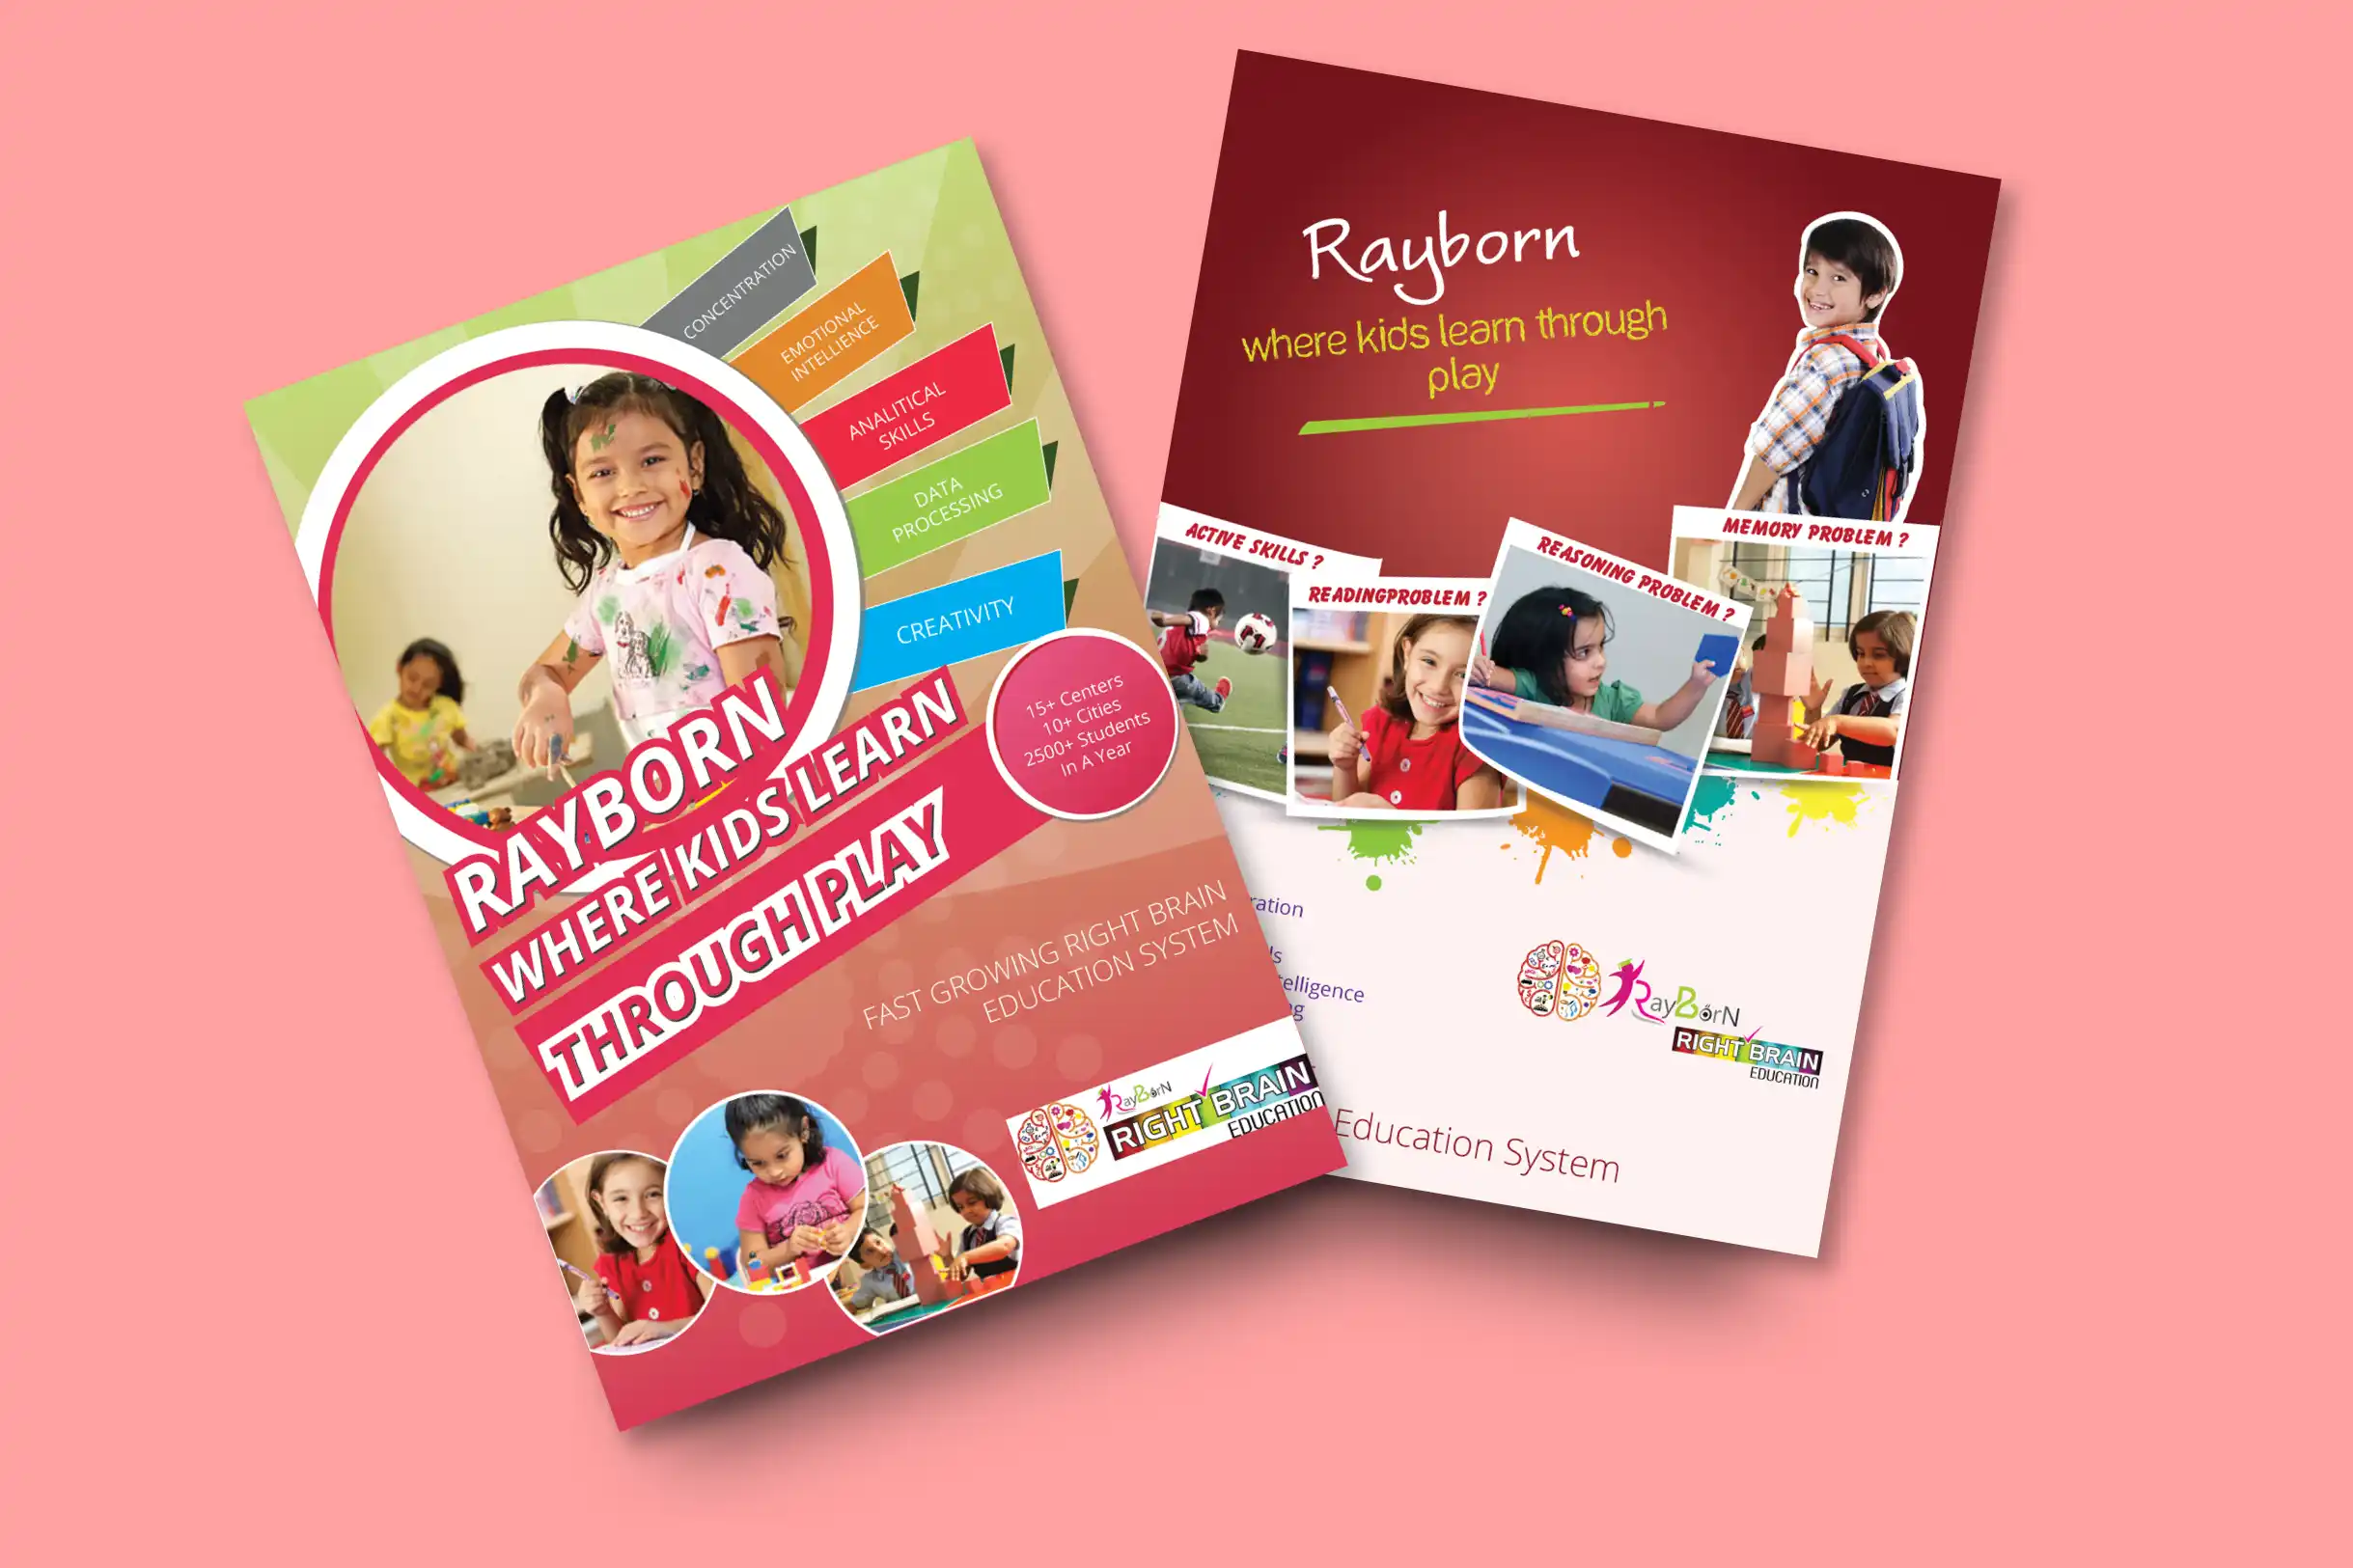 CONCENTRATION
EMOTIONAL
INTELLIENCE
ANALITICAL
SKILLS
DATA
PROCESSING
CREATIVITY
15+ Centers
10+ Cities
2500+ Students
In A Year
RAYBORN
WHERE KIDS LEARN
THROUGH PLAY
FAST GROWING RIGHT BRAIN
EDUCATION SYSTEM
RayBorN
RIGHT BRAIN
EDUCATION
Rayborn
where kids learn through
play
ACTIVE SKILLS ?
READINGPROBLEM ?
REASONING PROBLEM ?
MEMORY PROBLEM ?
ration
ls
telligence
ng
RayBorN
RIGHT BRAIN
EDUCATION
Education System